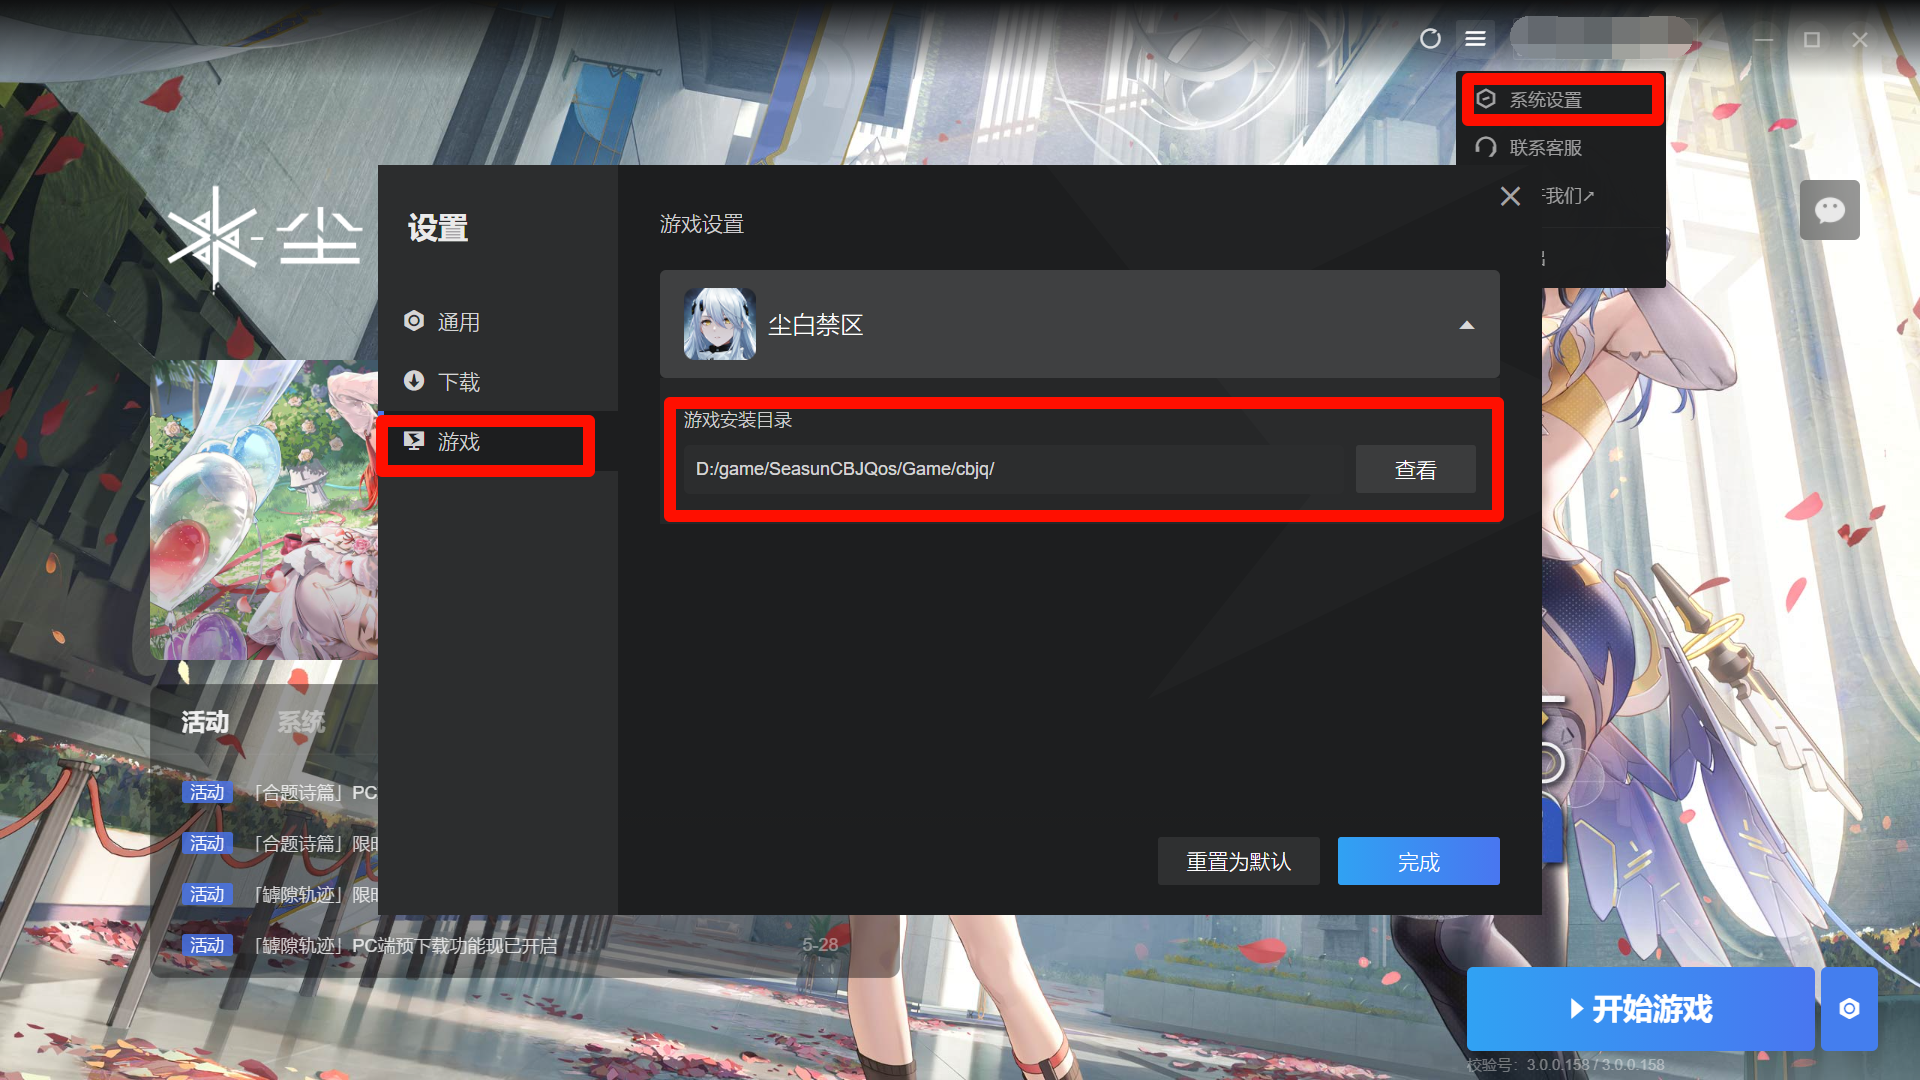 系统设置
联系客服
我们↗
尘
设置
通用
下载
游戏
游戏设置
尘白禁区
游戏安装目录
D:/game/SeasunCBJQos/Game/cbjq/
查看
重置为默认
完成
活动
系统
活动 「合题诗篇」PC
活动 「合题诗篇」限时
活动 「罅隙轨迹」限时
活动 「罅隙轨迹」PC端预下载功能现已开启 5-28
开始游戏
校验号：3.0.0.158 / 3.0.0.158